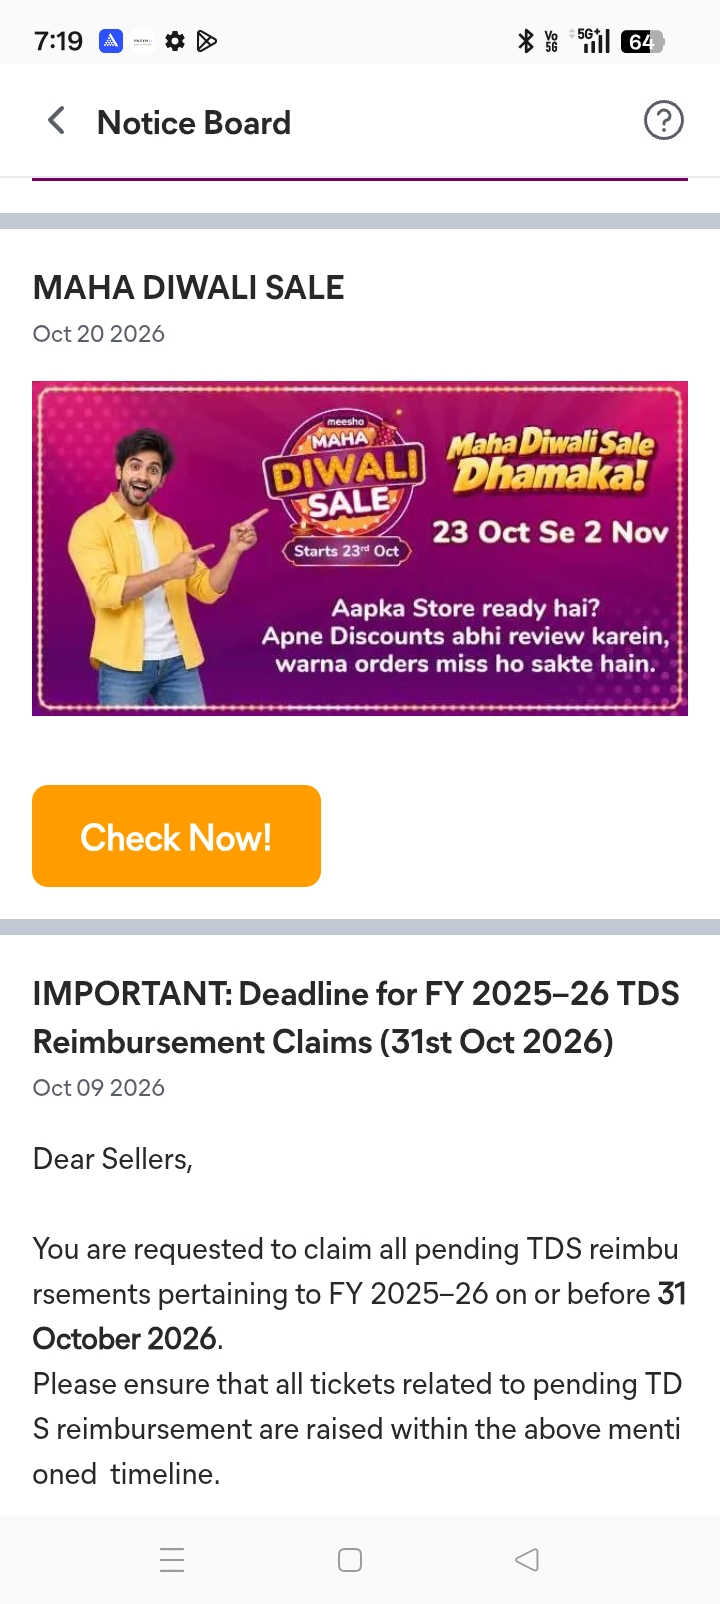 7:19
Vo
5G
5G+
64
Notice Board
MAHA DIWALI SALE
Oct 20 2026
meesho
MAHA
DIWALI
SALE
Starts 23rd Oct
Maha Diwali Sale
Dhamaka!
23 Oct Se 2 Nov
Aapka Store ready hai?
Apne Discounts abhi review karein,
warna orders miss ho sakte hain.
Check Now!
IMPORTANT: Deadline for FY 2025–26 TDS
Reimbursement Claims (31st Oct 2026)
Oct 09 2026
Dear Sellers,
You are requested to claim all pending TDS reimbu
rsements pertaining to FY 2025–26 on or before 31
October 2026.
Please ensure that all tickets related to pending TD
S reimbursement are raised within the above menti
oned  timeline.